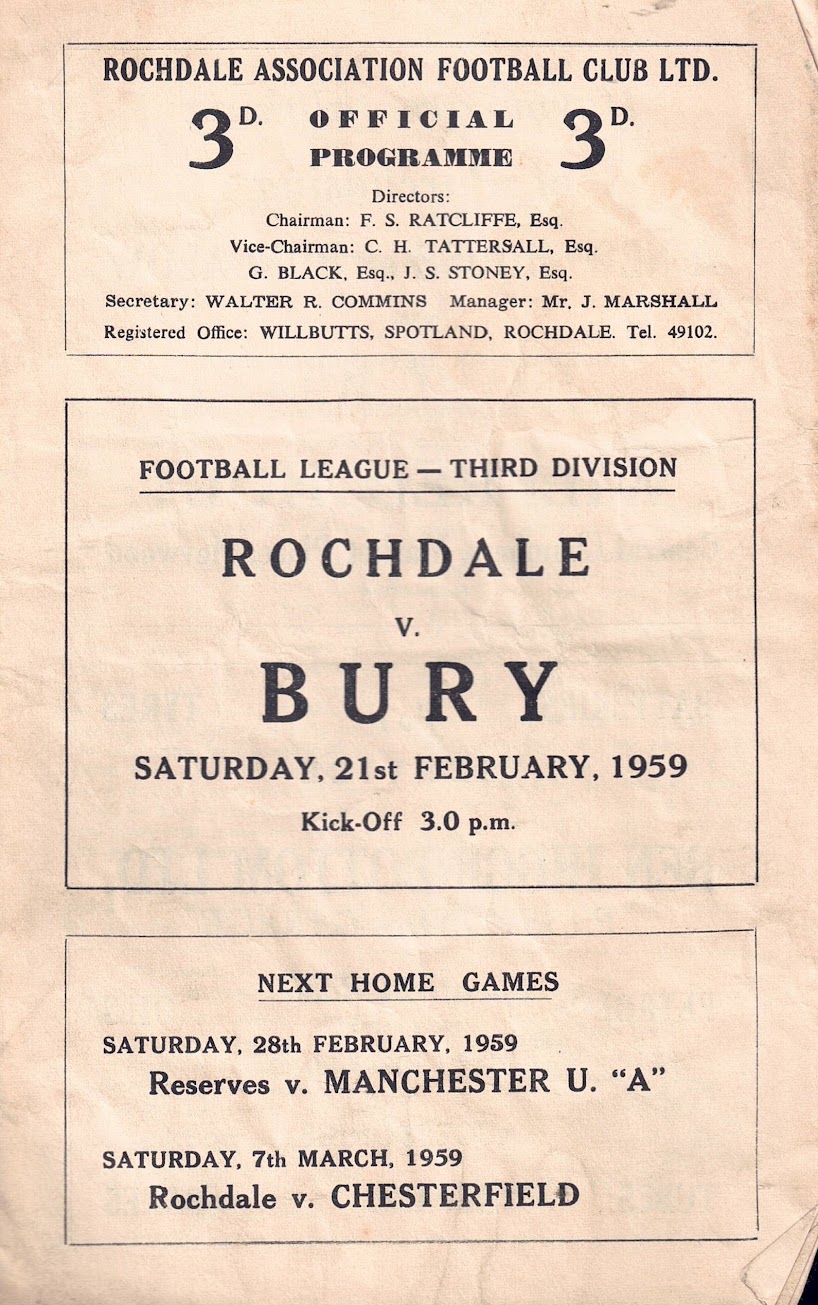 ROCHDALE ASSOCIATION FOOTBALL CLUB LTD.
3D. OFFICIAL 3D.
PROGRAMME
Directors:
Chairman: F. S. RATCLIFFE, Esq.
Vice-Chairman: C. H. TATTERSALL, Esq.
G. BLACK, Esq., J. S. STONEY, Esq.
Secretary: WALTER R. COMMINS Manager: Mr. J. MARSHALL
Registered Office: WILLBUTTS, SPOTLAND, ROCHDALE. Tel. 49102.
FOOTBALL LEAGUE — THIRD DIVISION
ROCHDALE
v.
BURY
SATURDAY, 21st FEBRUARY, 1959
Kick-Off 3.0 p.m.
NEXT HOME GAMES
SATURDAY, 28th FEBRUARY, 1959
Reserves v. MANCHESTER U. “A”
SATURDAY, 7th MARCH, 1959
Rochdale v. CHESTERFIELD